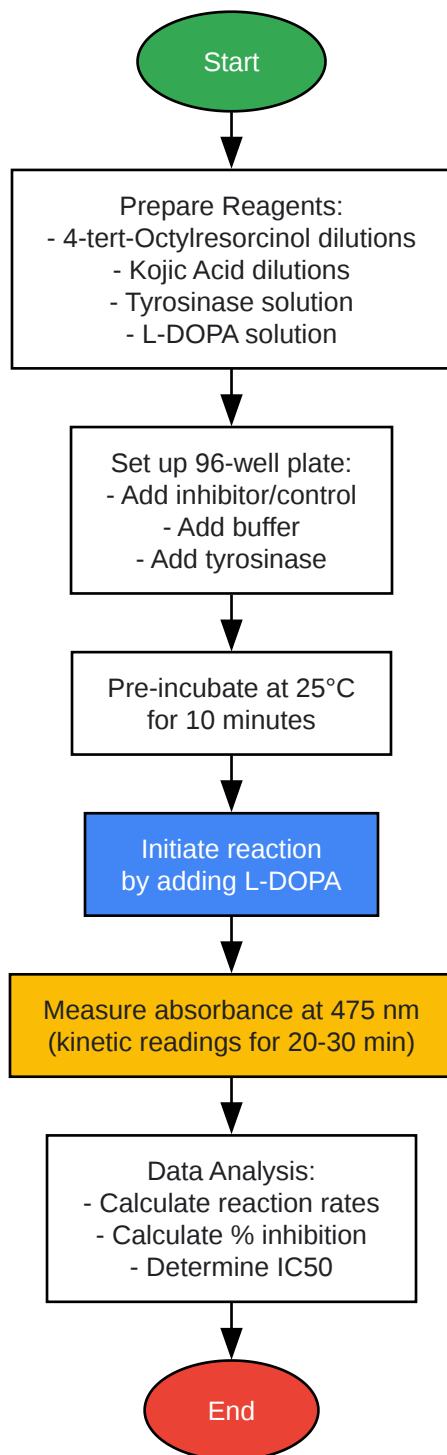 Start
Prepare Reagents:
- 4-tert-Octylresorcinol dilutions
- Kojic Acid dilutions
- Tyrosinase solution
- L-DOPA solution
Set up 96-well plate:
- Add inhibitor/control
- Add buffer
- Add tyrosinase
Pre-incubate at 25°C
for 10 minutes
Initiate reaction
by adding L-DOPA
Measure absorbance at 475 nm
(kinetic readings for 20-30 min)
Data Analysis:
- Calculate reaction rates
- Calculate % inhibition
- Determine IC50
End